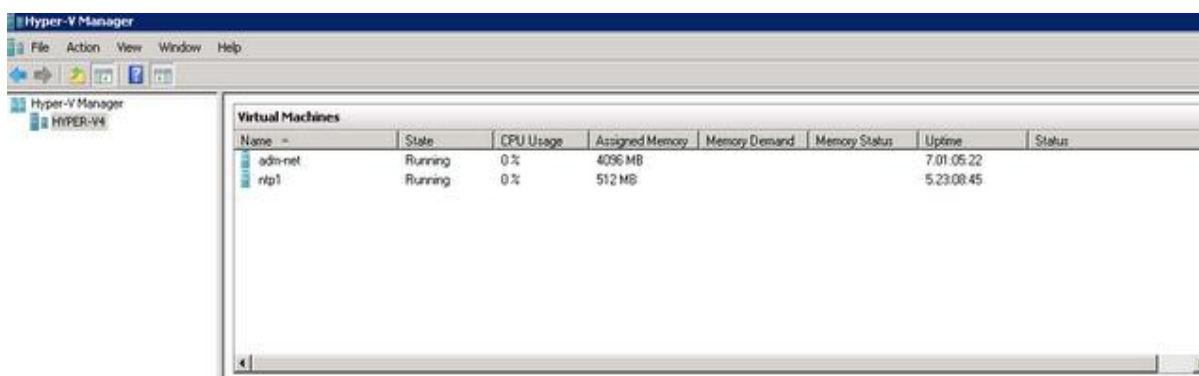 Hyper-V Manager
File Action View Window Help
Hyper-V Manager
HYPER-V4
Virtual Machines
Name State CPU Usage Assigned Memory Memory Demand Memory Status Uptime Status
adm-net Running 0 % 4096 MB 7.01:05:22
ntp1 Running 0 % 512 MB 5.23:08:45